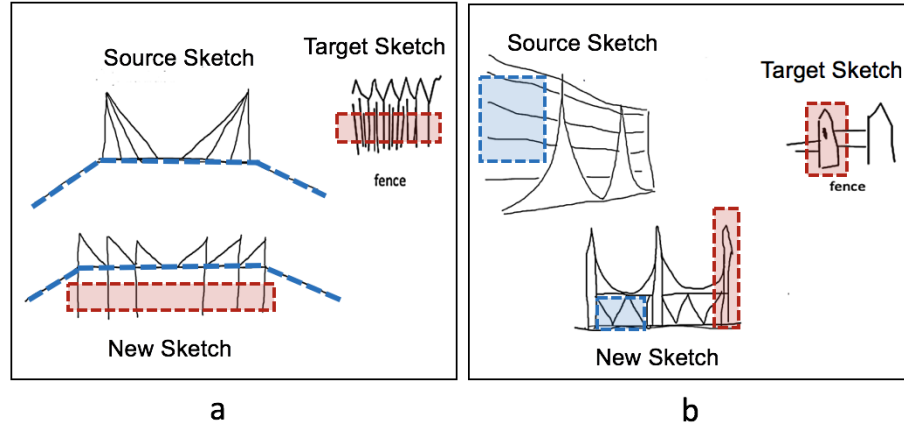 Source Sketch
Target Sketch
fence
New Sketch
a
Source Sketch
Target Sketch
fence
New Sketch
b